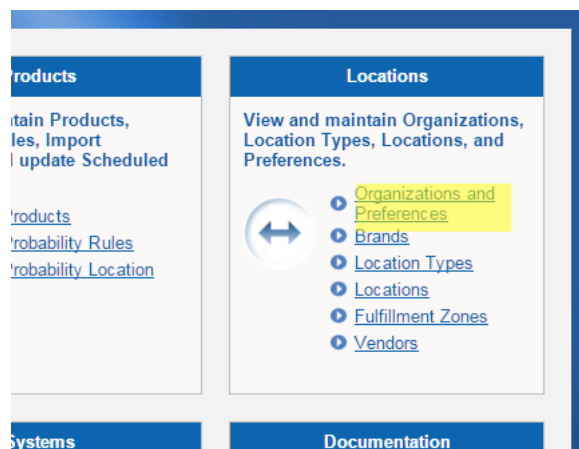 Products
Locations
ntain Products,
les, Import
l update Scheduled
View and maintain Organizations,
Location Types, Locations, and
Preferences.
Products
Probability Rules
Probability Location
Organizations and
Preferences
Brands
Location Types
Locations
Fulfillment Zones
Vendors
Systems
Documentation